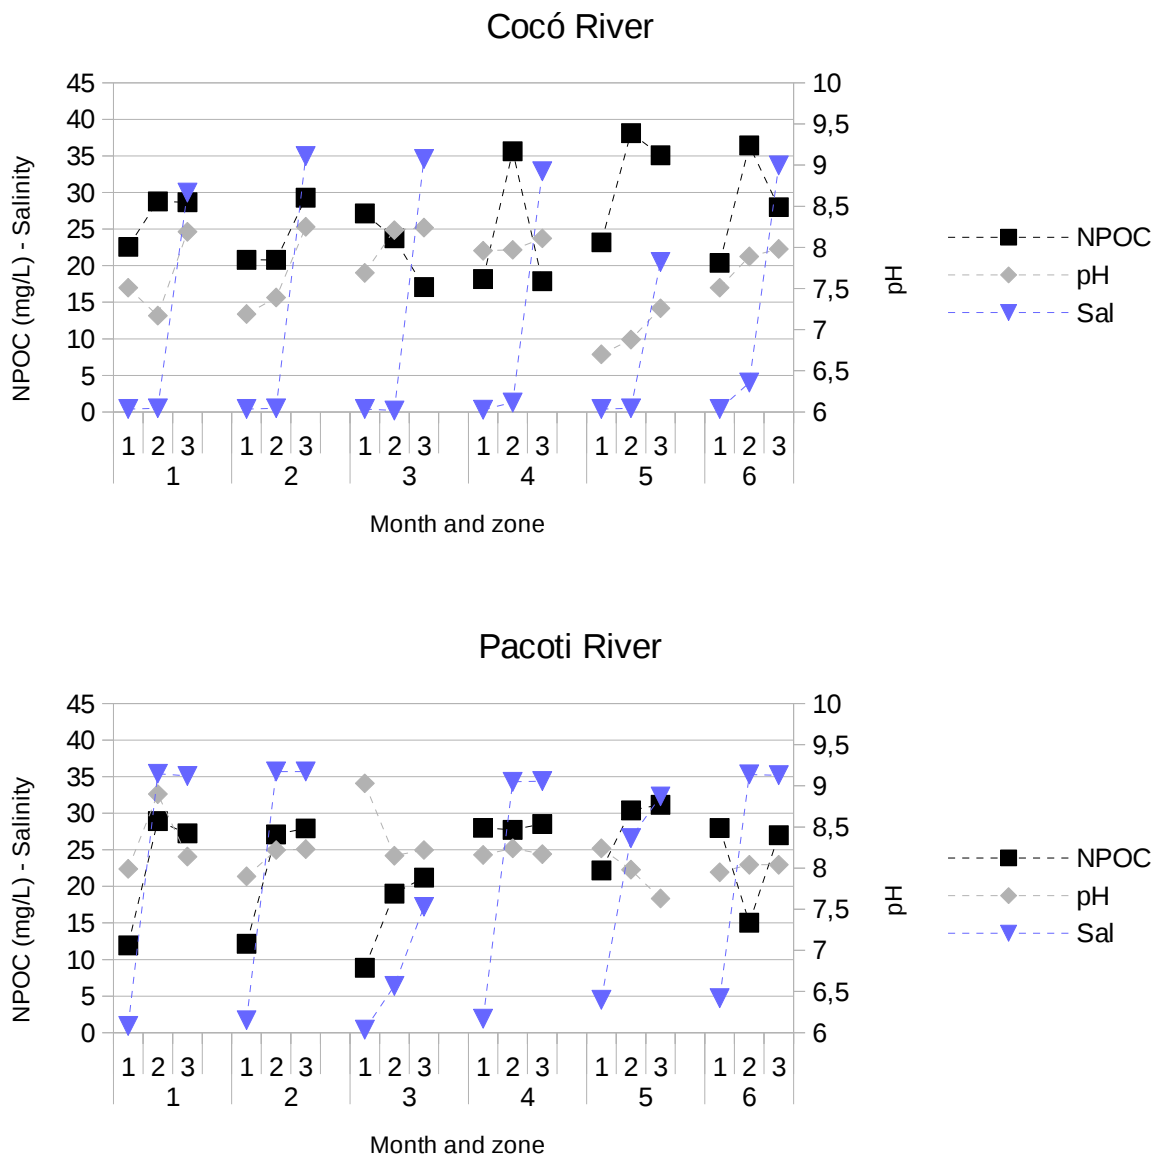 Cocó River
45
40
35
30
25
20
15
10
5
0
10
9,5
9
8,5
8
7,5
7
6,5
6
NPOC (mg/L) - Salinity
pH
NPOC
pH
Sal
1 2 3 1 2 3 1 2 3 1 2 3 1 2 3 1 2 3
1 2 3 4 5 6
Month and zone
Pacoti River
45
40
35
30
25
20
15
10
5
0
10
9,5
9
8,5
8
7,5
7
6,5
6
NPOC (mg/L) - Salinity
pH
NPOC
pH
Sal
1 2 3 1 2 3 1 2 3 1 2 3 1 2 3 1 2 3
1 2 3 4 5 6
Month and zone